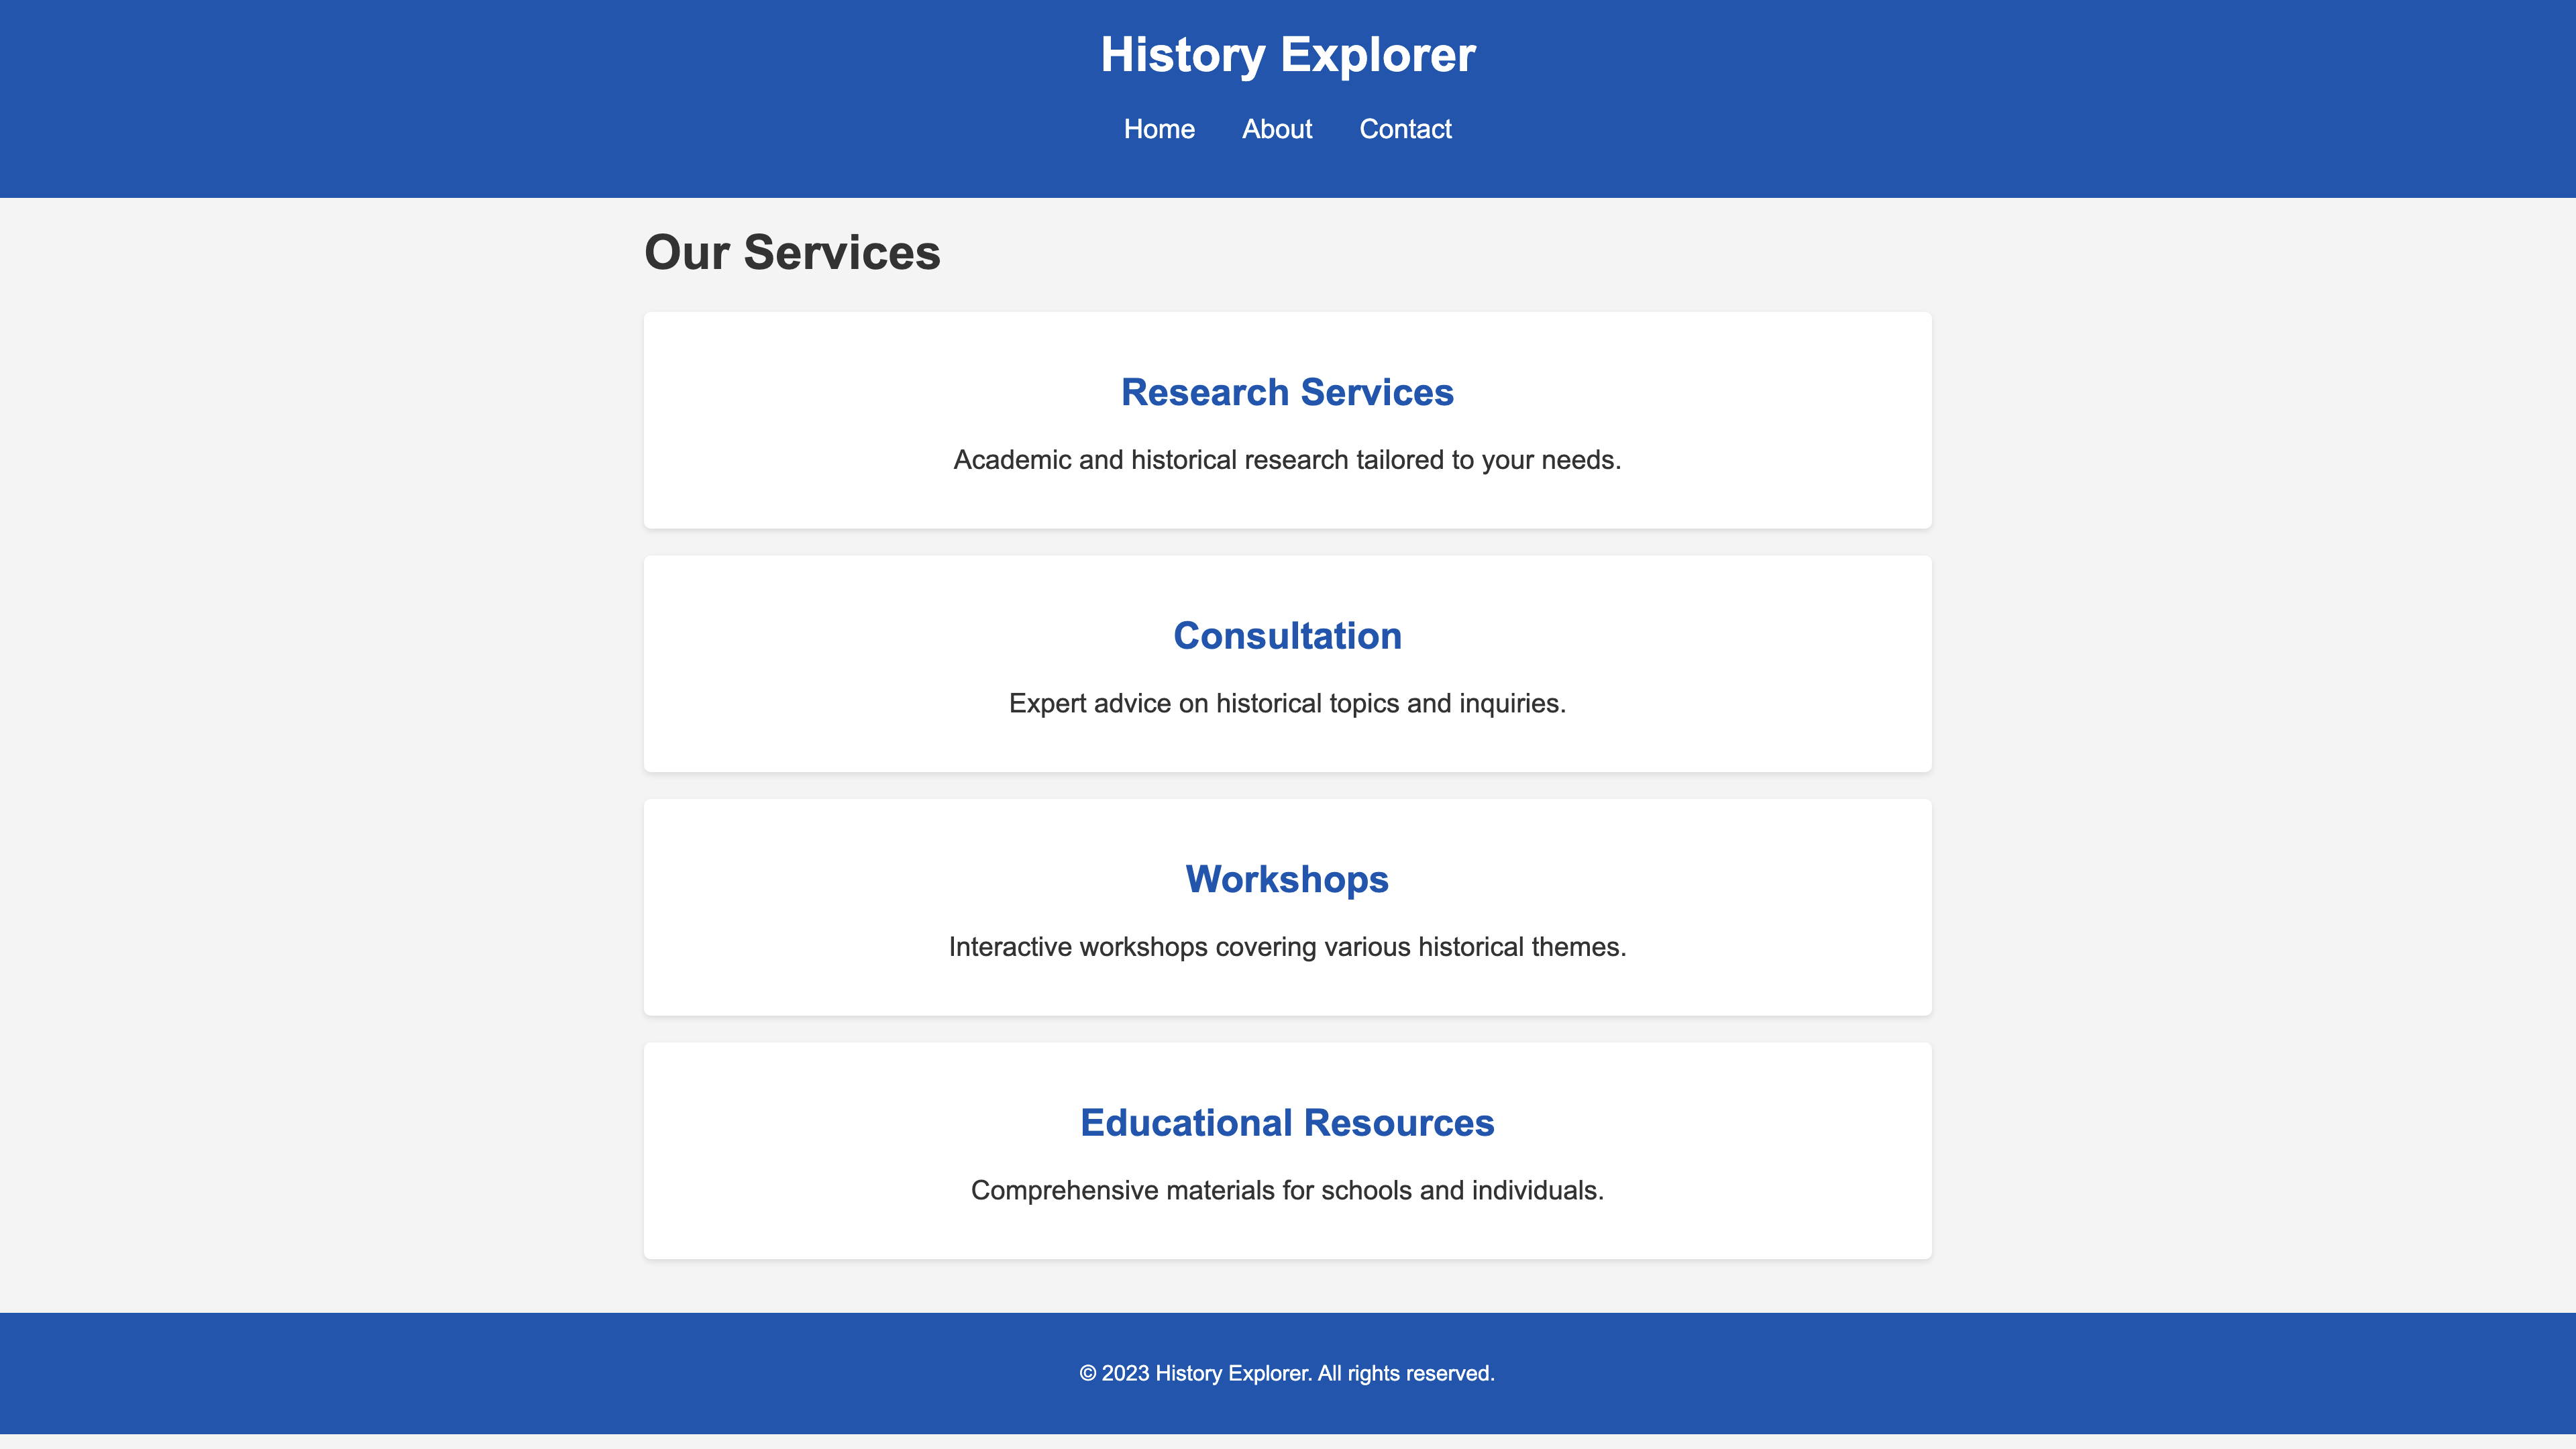 History Explorer
Home About Contact
Our Services
Research Services
Academic and historical research tailored to your needs.
Consultation
Expert advice on historical topics and inquiries.
Workshops
Interactive workshops covering various historical themes.
Educational Resources
Comprehensive materials for schools and individuals.
© 2023 History Explorer. All rights reserved.